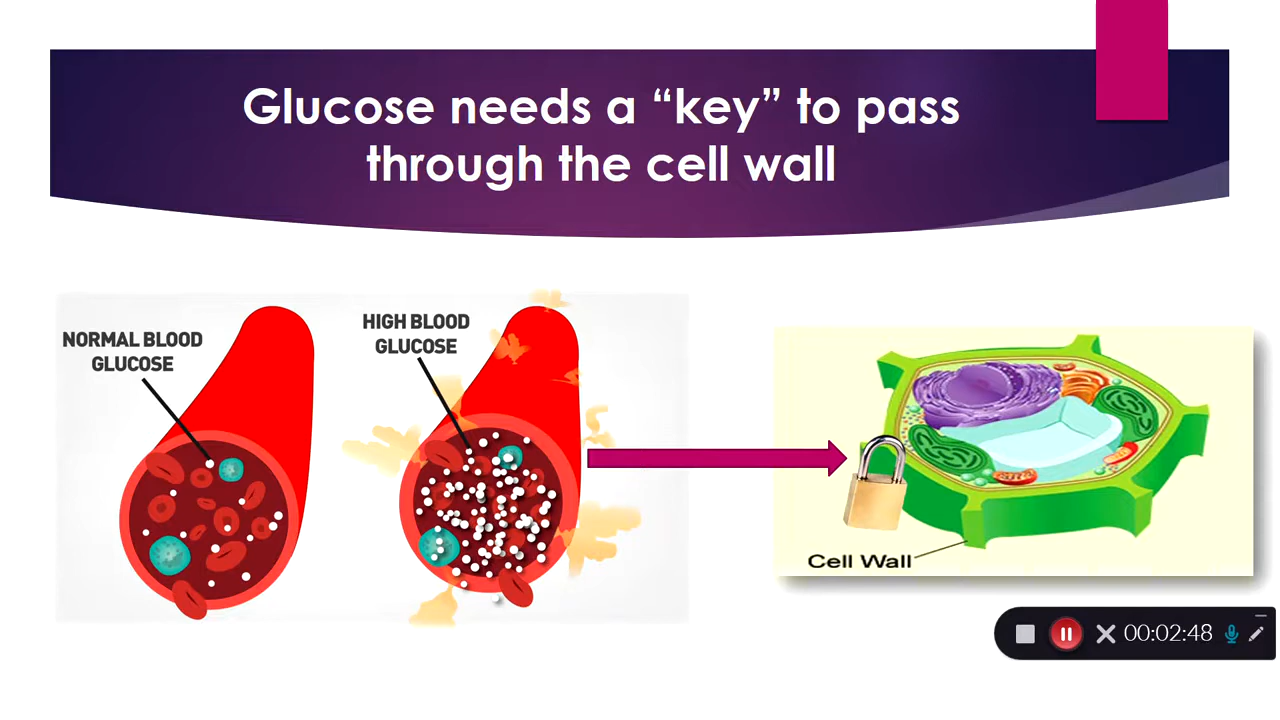 Glucose needs a “key” to pass
through the cell wall
NORMAL BLOOD
GLUCOSE
HIGH BLOOD
GLUCOSE
Cell Wall
00:02:48